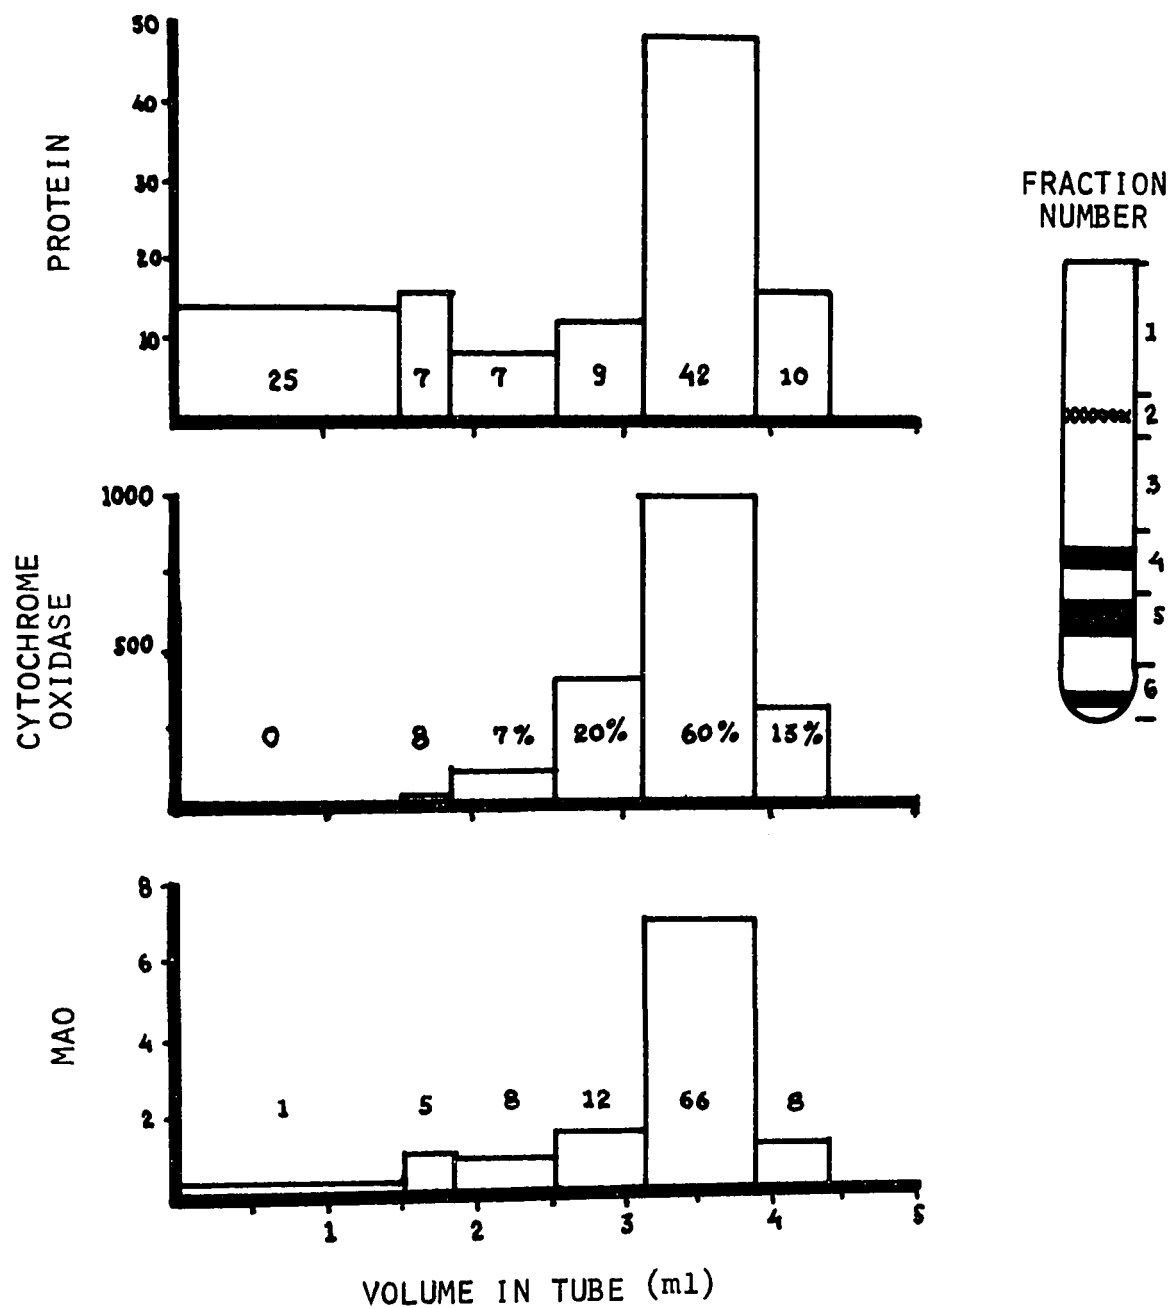 PROTEIN
50
40
30
20
10
25 7 7 9 42 10
CYTOCHROME
OXIDASE
1000
500
0 8 7% 20% 60% 13%
MAO
8
6
4
2
1 5 8 12 66 8
1 2 3 4 5
VOLUME IN TUBE (ml)
FRACTION
NUMBER
1
2
3
4
5
6